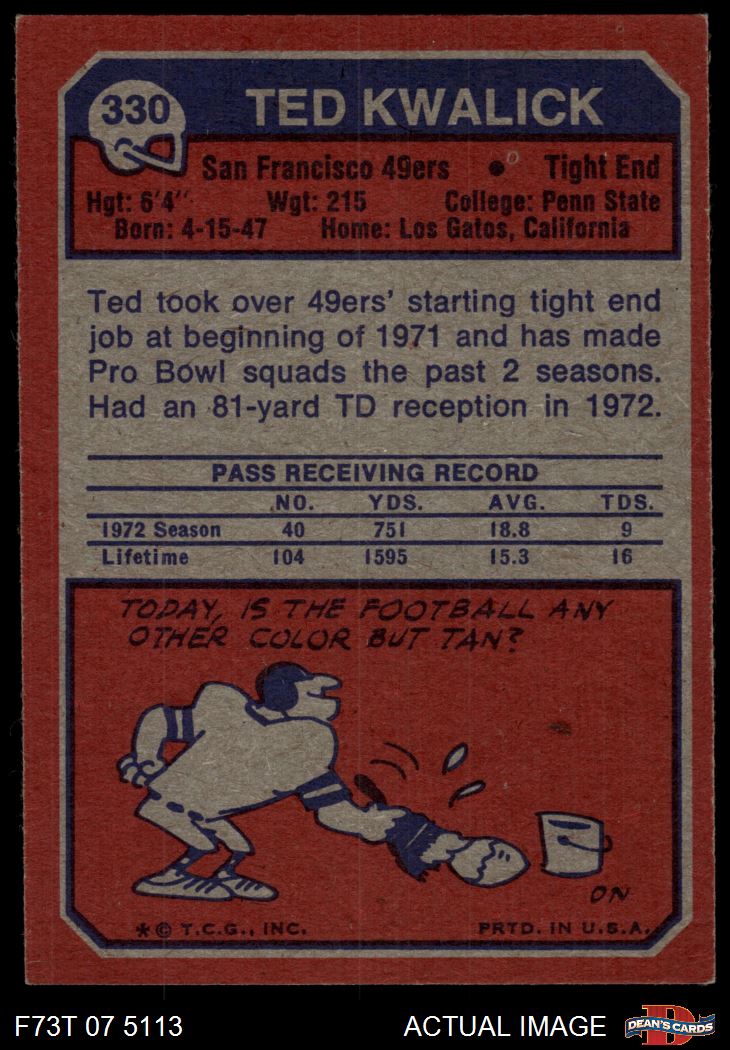 330
TED KWALICK
San Francisco 49ers • Tight End
Hgt: 6'4" Wgt: 215 College: Penn State
Born: 4-15-47 Home: Los Gatos, California
Ted took over 49ers' starting tight end
job at beginning of 1971 and has made
Pro Bowl squads the past 2 seasons.
Had an 81-yard TD reception in 1972.
PASS RECEIVING RECORD
NO. YDS. AVG. TDS.
1972 Season 40 751 18.8 9
Lifetime 104 1595 15.3 16
TODAY, IS THE FOOTBALL ANY
OTHER COLOR BUT TAN?
ON
*© T.C.G., INC. PRTD. IN U.S.A.
F73T 07 5113 ACTUAL IMAGE D DEAN'S CARDS